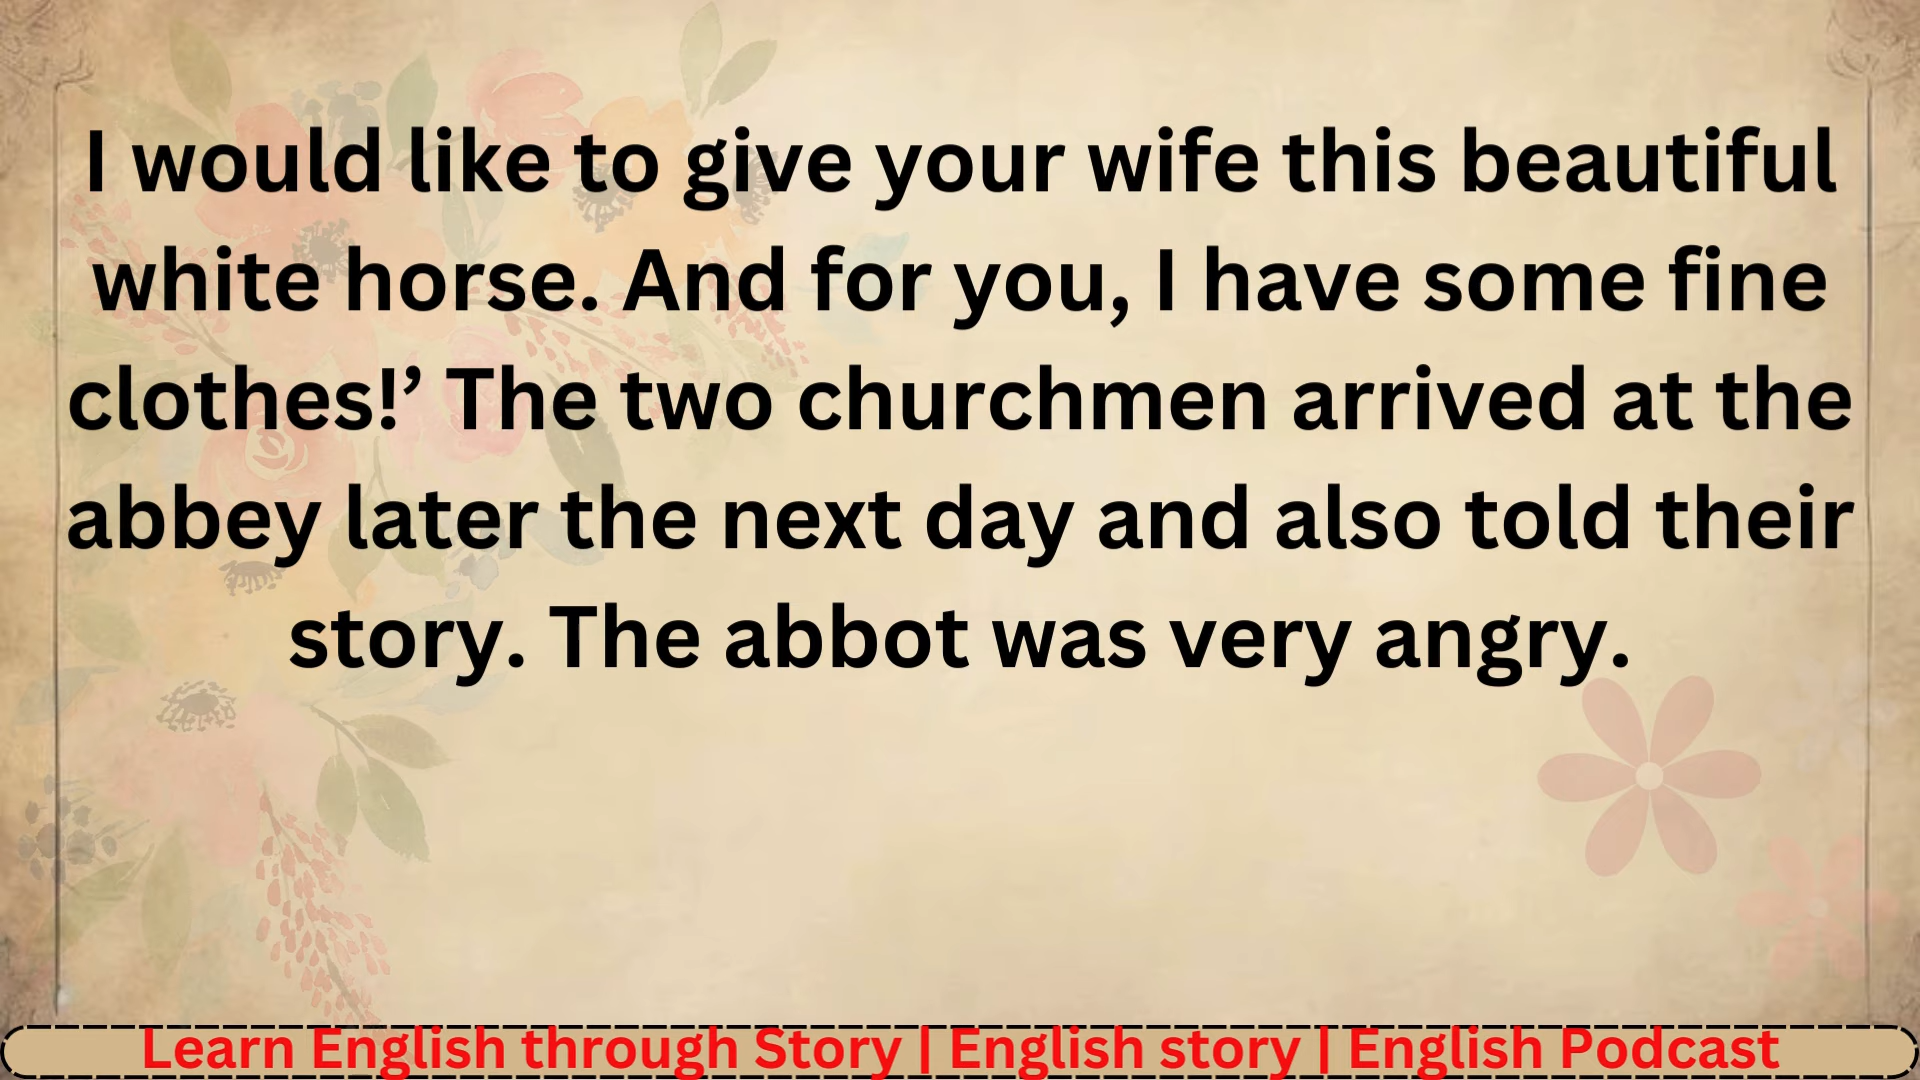 I would like to give your wife this beautiful
white horse. And for you, I have some fine
clothes!’ The two churchmen arrived at the
abbey later the next day and also told their
story. The abbot was very angry.
Learn English through Story | English story | English Podcast